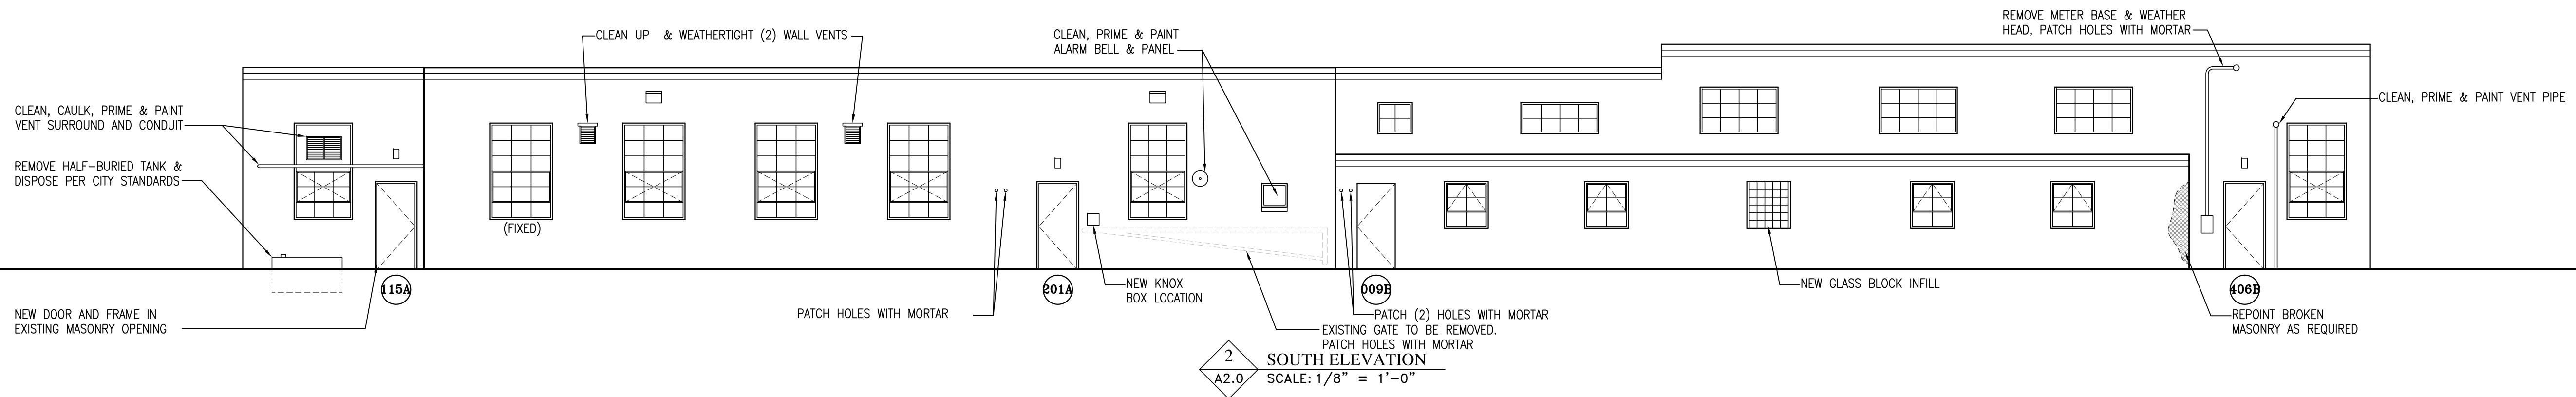 REMOVE METER BASE & WEATHER
HEAD, PATCH HOLES WITH MORTAR
CLEAN UP & WEATHERTIGHT (2) WALL VENTS
CLEAN, PRIME & PAINT
ALARM BELL & PANEL
CLEAN, PRIME & PAINT VENT PIPE
CLEAN, CAULK, PRIME & PAINT
VENT SURROUND AND CONDUIT
REMOVE HALF-BURIED TANK &
DISPOSE PER CITY STANDARDS
(FIXED)
115A
201A
009B
406B
NEW KNOX
BOX LOCATION
NEW GLASS BLOCK INFILL
NEW DOOR AND FRAME IN
EXISTING MASONRY OPENING
PATCH HOLES WITH MORTAR
PATCH (2) HOLES WITH MORTAR
EXISTING GATE TO BE REMOVED.
PATCH HOLES WITH MORTAR
REPOINT BROKEN
MASONRY AS REQUIRED
2
A2.0
SOUTH ELEVATION
SCALE: 1/8" = 1'-0"